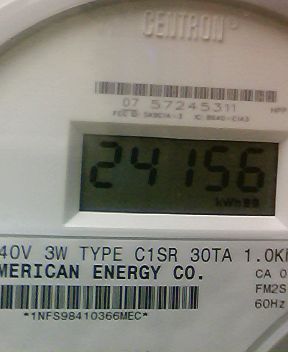 CENTRON®
07 57245311
24156
kWh
40V 3W TYPE C1SR 30TA 1.0K
MERICAN ENERGY CO.
CA 0
FM2S
60Hz
*1NFS98410366MEC*